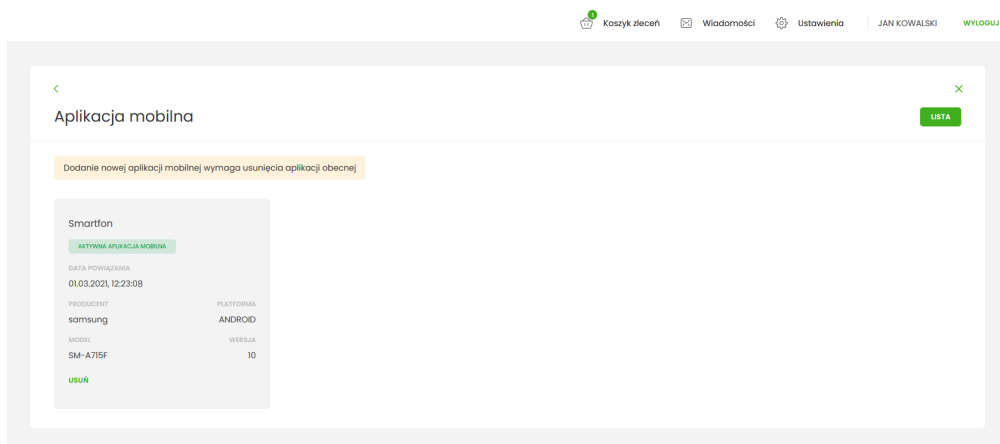 1
Koszyk zleceń Wiadomości Ustawienia JAN KOWALSKI WYLOGUJ
Aplikacja mobilna
LISTA
Dodanie nowej aplikacji mobilnej wymaga usunięcia aplikacji obecnej
Smartfon
AKTYWNA APLIKACJA MOBILNA
DATA POWIĄZANIA
01.03.2021, 12:23:08
PRODUCENT PLATFORMA
samsung ANDROID
MODEL WERSJA
SM-A715F 10
USUŃ